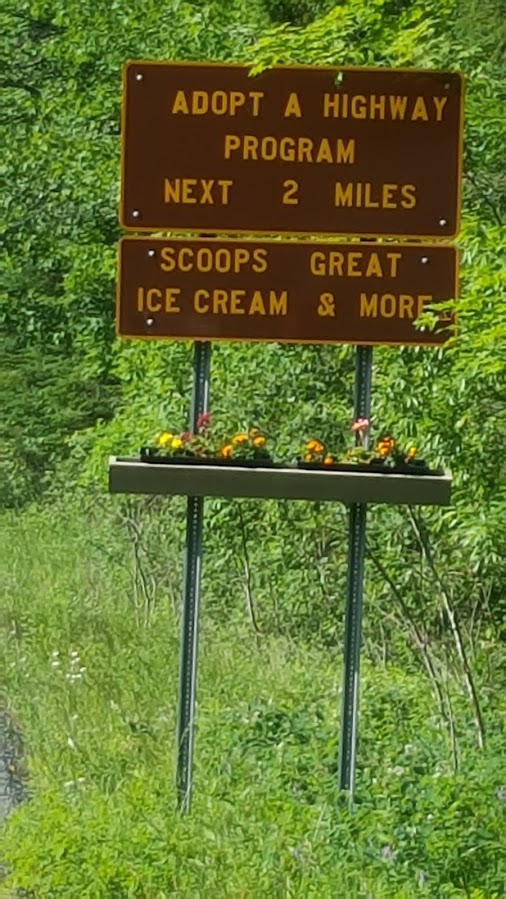 ADOPT A HIGHWAY
PROGRAM
NEXT 2 MILES
SCOOPS GREAT
ICE CREAM & MORE